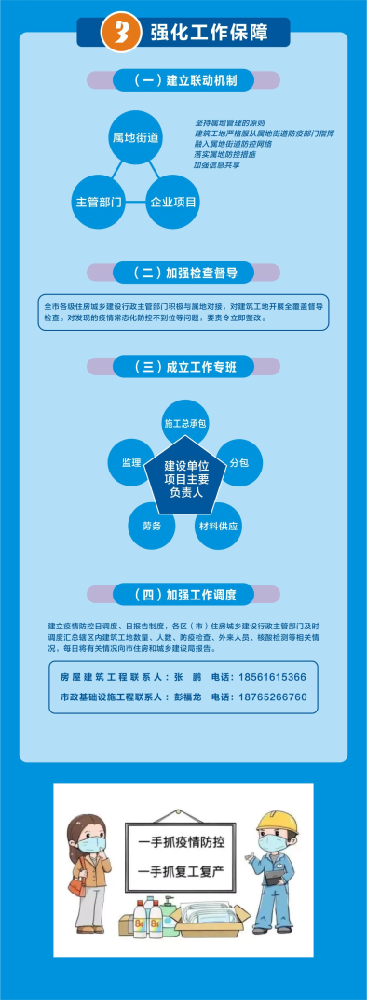 3 强化工作保障
（一）建立联动机制
属地街道
主管部门
企业项目
坚持属地管理的原则
建筑工地严格服从属地街道防疫部门指挥
融入属地街道防控网络
落实属地防控措施
加强信息共享
（二）加强检查督导
全市各级住房城乡建设行政主管部门积极与属地对接，对建筑工地开展全覆盖督导
检查。对发现的疫情常态化防控不到位等问题，要责令立即整改。
（三）成立工作专班
施工总承包
监理
分包
建设单位
项目主要
负责人
劳务
材料供应
（四）加强工作调度
建立疫情防控日调度、日报告制度，各区（市）住房城乡建设行政主管部门及时
调度汇总辖区内建筑工地数量、人数、防疫检查、外来人员、核酸检测等相关情
况，每日将有关情况向市住房和城乡建设局报告。
房屋建筑工程联系人：张　鹏　电话：18561615366
市政基础设施工程联系人：彭福龙　电话：18765266760
一手抓疫情防控
一手抓复工复产
84
84